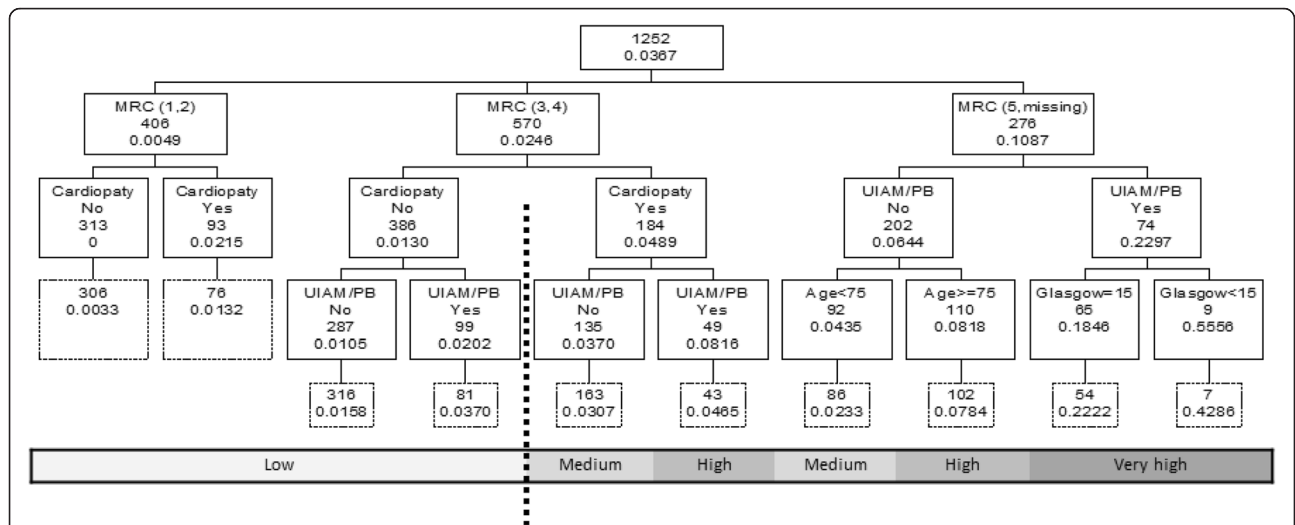 1252
0.0367
MRC (1,2)
406
0.0049
MRC (3,4)
570
0.0246
MRC (5,missing)
276
0.1087
Cardiopaty
No
313
0
Cardiopaty
Yes
93
0.0215
Cardiopaty
No
386
0.0130
Cardiopaty
Yes
184
0.0489
UIAM/PB
No
202
0.0644
UIAM/PB
Yes
74
0.2297
306
0.0033
76
0.0132
UIAM/PB
No
287
0.0105
UIAM/PB
Yes
99
0.0202
UIAM/PB
No
135
0.0370
UIAM/PB
Yes
49
0.0816
Age<75
92
0.0435
Age>=75
110
0.0818
Glasgow=15
65
0.1846
Glasgow<15
9
0.5556
316
0.0158
81
0.0370
163
0.0307
43
0.0465
86
0.0233
102
0.0784
54
0.2222
7
0.4286
Low
Medium
High
Medium
High
Very high